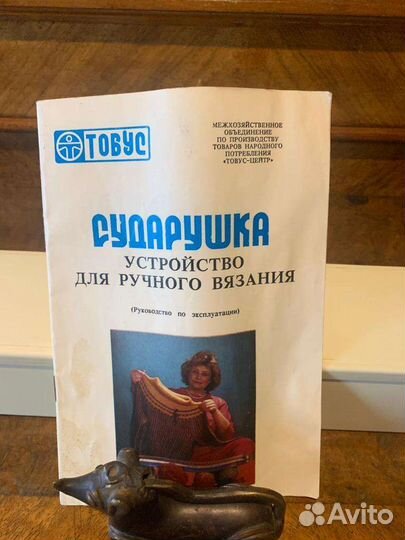 ТОВУС
МЕЖХОЗЯЙСТВЕННОЕ
ОБЪЕДИНЕНИЕ
ПО ПРОИЗВОДСТВУ
ТОВАРОВ НАРОДНОГО
ПОТРЕБЛЕНИЯ
«ТОВУС-ЦЕНТР»
СУДАРУШКА
УСТРОЙСТВО
ДЛЯ РУЧНОГО ВЯЗАНИЯ
(Руководство по эксплуатации)
Avito